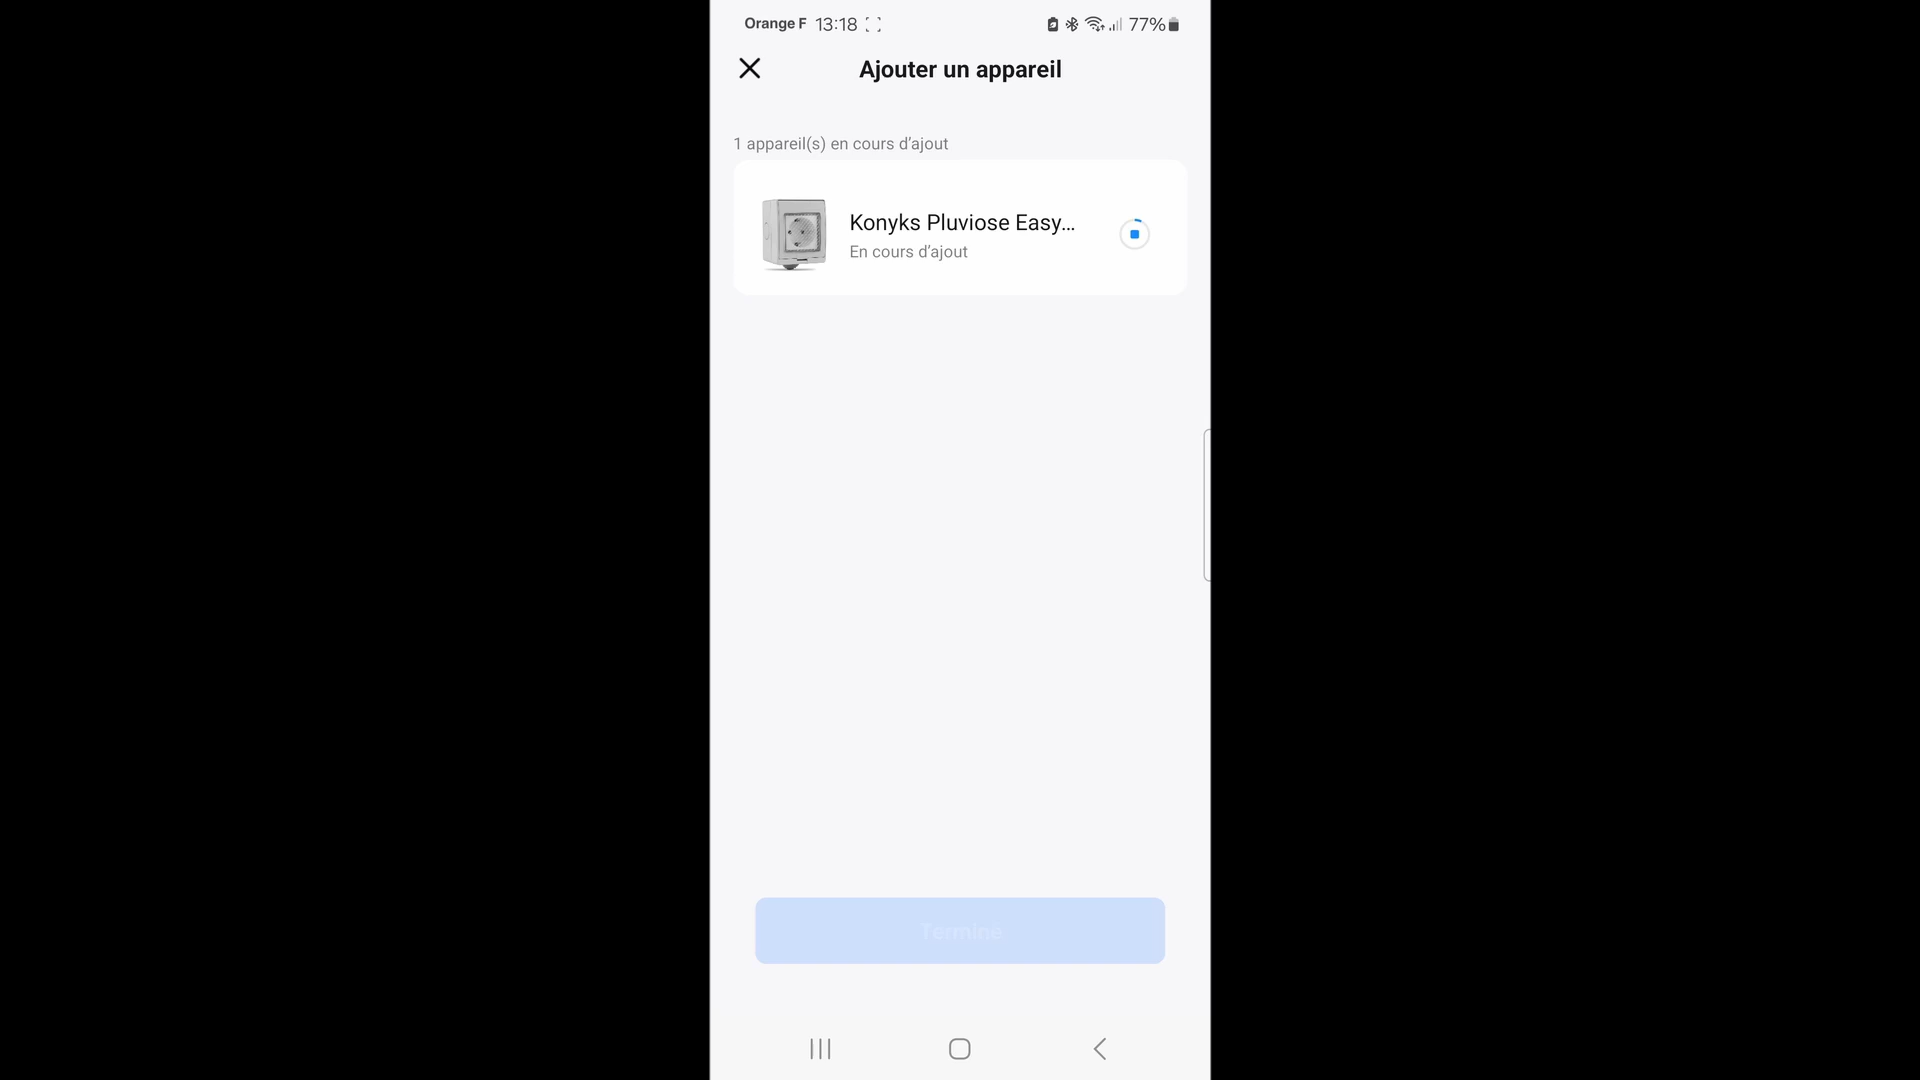 Orange F 13:18 77%
Ajouter un appareil
1 appareil(s) en cours d’ajout
Konyks Pluviose Easy...
En cours d’ajout
Terminé